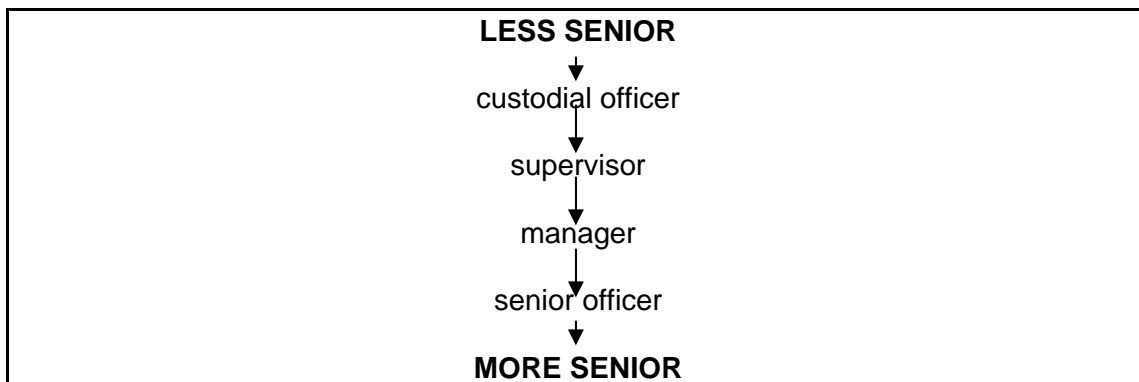 LESS SENIOR
custodial officer
supervisor
manager
senior officer
MORE SENIOR